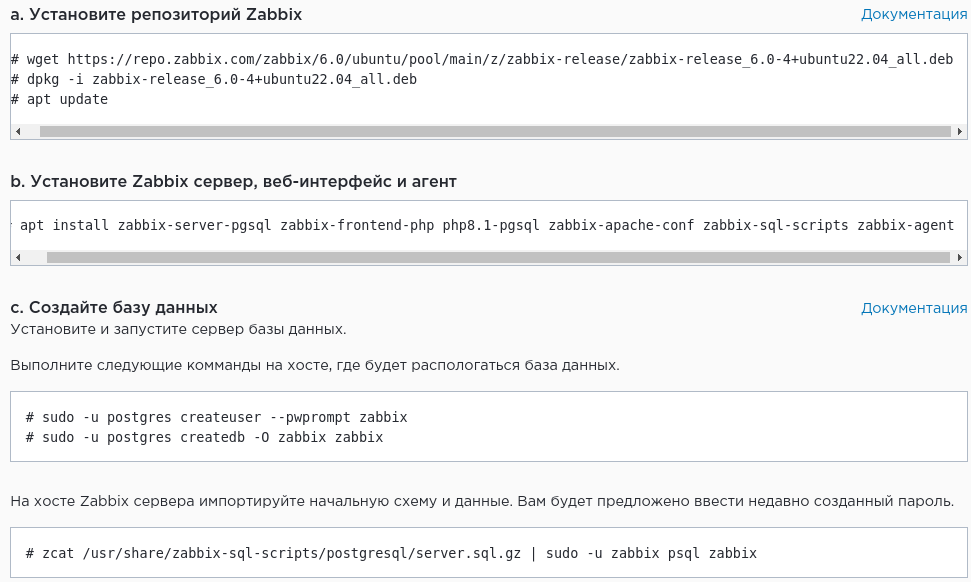 a. Установите репозиторий Zabbix
Документация
# wget https://repo.zabbix.com/zabbix/6.0/ubuntu/pool/main/z/zabbix-release/zabbix-release_6.0-4+ubuntu22.04_all.deb
# dpkg -i zabbix-release_6.0-4+ubuntu22.04_all.deb
# apt update
b. Установите Zabbix сервер, веб-интерфейс и агент
apt install zabbix-server-pgsql zabbix-frontend-php php8.1-pgsql zabbix-apache-conf zabbix-sql-scripts zabbix-agent
c. Создайте базу данных
Документация
Установите и запустите сервер базы данных.
Выполните следующие комманды на хосте, где будет распологаться база данных.
# sudo -u postgres createuser --pwprompt zabbix
# sudo -u postgres createdb -O zabbix zabbix
На хосте Zabbix сервера импортируйте начальную схему и данные. Вам будет предложено ввести недавно созданный пароль.
# zcat /usr/share/zabbix-sql-scripts/postgresql/server.sql.gz | sudo -u zabbix psql zabbix